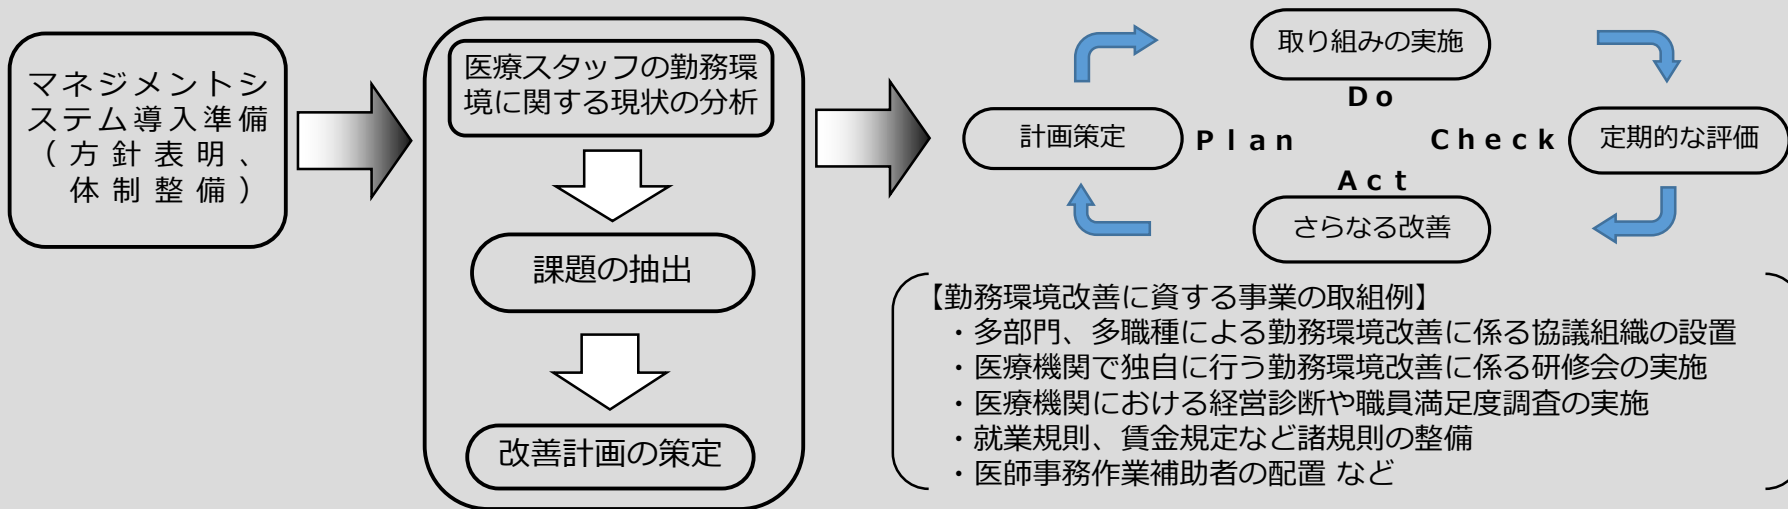 マネジメントシ
ステム導入準備
（方針表明、
体制整備）
医療スタッフの勤務環
境に関する現状の分析
課題の抽出
改善計画の策定
取り組みの実施
Do
計画策定
Plan
Check
定期的な評価
Act
さらなる改善
【勤務環境改善に資する事業の取組例】
・多部門、多職種による勤務環境改善に係る協議組織の設置
・医療機関で独自に行う勤務環境改善に係る研修会の実施
・医療機関における経営診断や職員満足度調査の実施
・就業規則、賃金規定など諸規則の整備
・医師事務作業補助者の配置 など